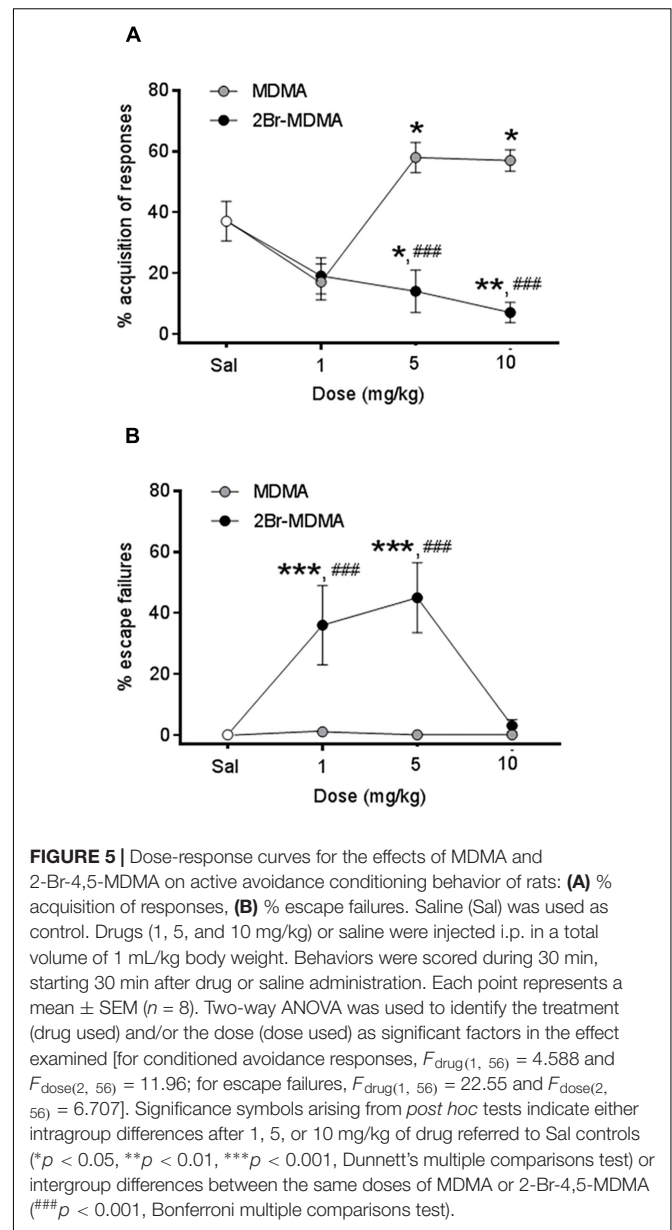 A
80
60
40
20
0
% acquisition of responses
MDMA
2Br-MDMA
*
*
*, ###
**, ###
Sal
1
5
10
Dose (mg/kg)
B
80
60
40
20
0
% escape failures
MDMA
2Br-MDMA
***, ###
***, ###
Sal
1
5
10
Dose (mg/kg)
FIGURE 5 | Dose-response curves for the effects of MDMA and
2-Br-4,5-MDMA on active avoidance conditioning behavior of rats: (A) %
acquisition of responses, (B) % escape failures. Saline (Sal) was used as
control. Drugs (1, 5, and 10 mg/kg) or saline were injected i.p. in a total
volume of 1 mL/kg body weight. Behaviors were scored during 30 min,
starting 30 min after drug or saline administration. Each point represents a
mean ± SEM (n = 8). Two-way ANOVA was used to identify the treatment
(drug used) and/or the dose (dose used) as significant factors in the effect
examined [for conditioned avoidance responses, Fdrug(1, 56) = 4.588 and
Fdose(2, 56) = 11.96; for escape failures, Fdrug(1, 56) = 22.55 and Fdose(2,
56) = 6.707]. Significance symbols arising from post hoc tests indicate either
intragroup differences after 1, 5, or 10 mg/kg of drug referred to Sal controls
(*p < 0.05, **p < 0.01, ***p < 0.001, Dunnett's multiple comparisons test) or
intergroup differences between the same doses of MDMA or 2-Br-4,5-MDMA
(###p < 0.001, Bonferroni multiple comparisons test).